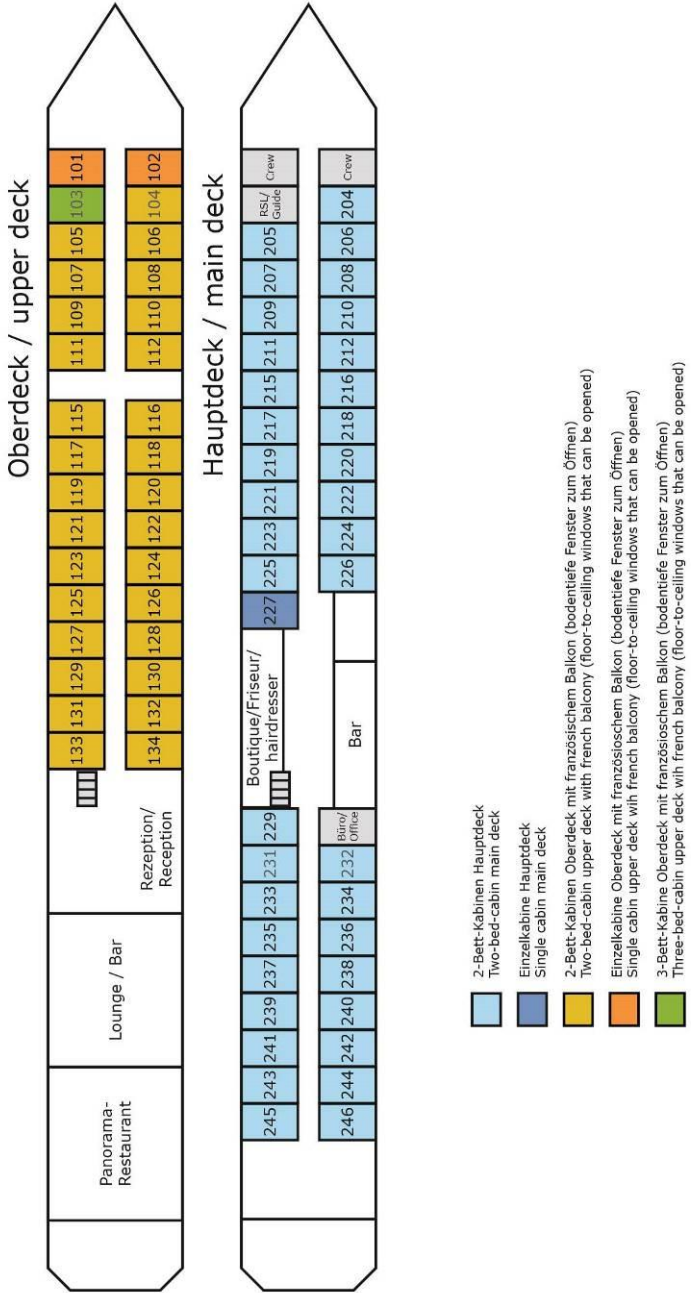 Oberdeck / upper deck
133 131 129 127 125 123 121 119 117 115 111 109 107 105 103 101
Panorama-
Restaurant
Lounge / Bar
Rezeption/
Reception
134 132 130 128 126 124 122 120 118 116 112 110 108 106 104 102
Hauptdeck / main deck
245 243 241 239 237 235 233 231 229
Boutique/Friseur/
hairdresser
227 225 223 221 219 217 215 211 209 207 205
RSL/
Guide
Crew
246 244 242 240 238 236 234 232
Büro/
Office
Bar
226 224 222 220 218 216 212 210 208 206 204
Crew
2-Bett-Kabinen Hauptdeck
Two-bed-cabin main deck
Einzelkabine Hauptdeck
Single cabin main deck
2-Bett-Kabinen Oberdeck mit französischem Balkon (bodentiefe Fenster zum Öffnen)
Two-bed-cabin upper deck with french balcony (floor-to-ceiling windows that can be opened)
Einzelkabine Oberdeck mit französioschem Balkon (bodentiefe Fenster zum Öffnen)
Single cabin upper deck wih french balcony (floor-to-ceiling windows that can be opened)
3-Bett-Kabine Oberdeck mit französioschem Balkon (bodentiefe Fenster zum Öffnen)
Three-bed-cabin upper deck wih french balcony (floor-to-ceiling windows that can be opened)